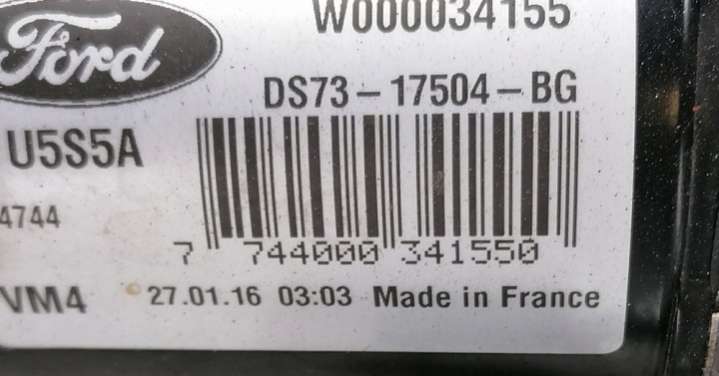 W000034155
Ford
DS73-17504-BG
U5S5A
4744
7 744000 341550
VM4 27.01.16 03:03 Made in France